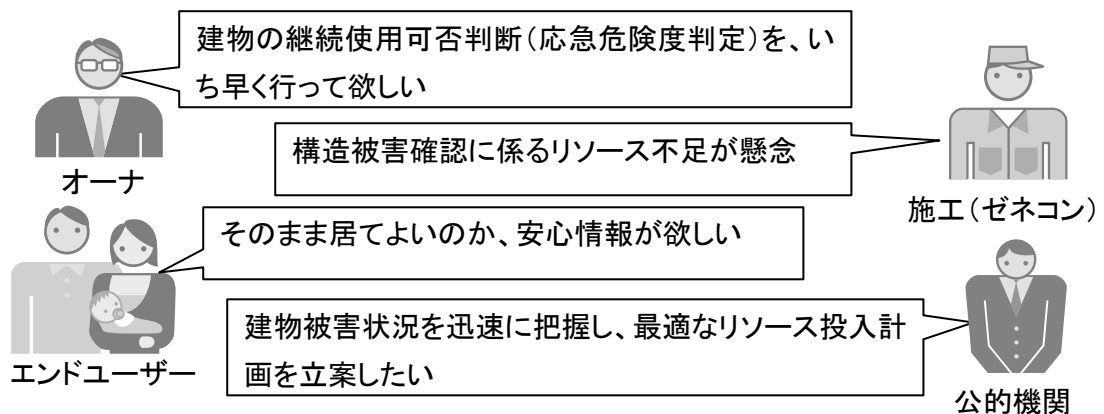 建物の継続使用可否判断(応急危険度判定)を、い
ち早く行って欲しい
オーナ
構造被害確認に係るリソース不足が懸念
施工(ゼネコン)
そのまま居てよいのか、安心情報が欲しい
エンドユーザー
建物被害状況を迅速に把握し、最適なリソース投入計
画を立案したい
公的機関